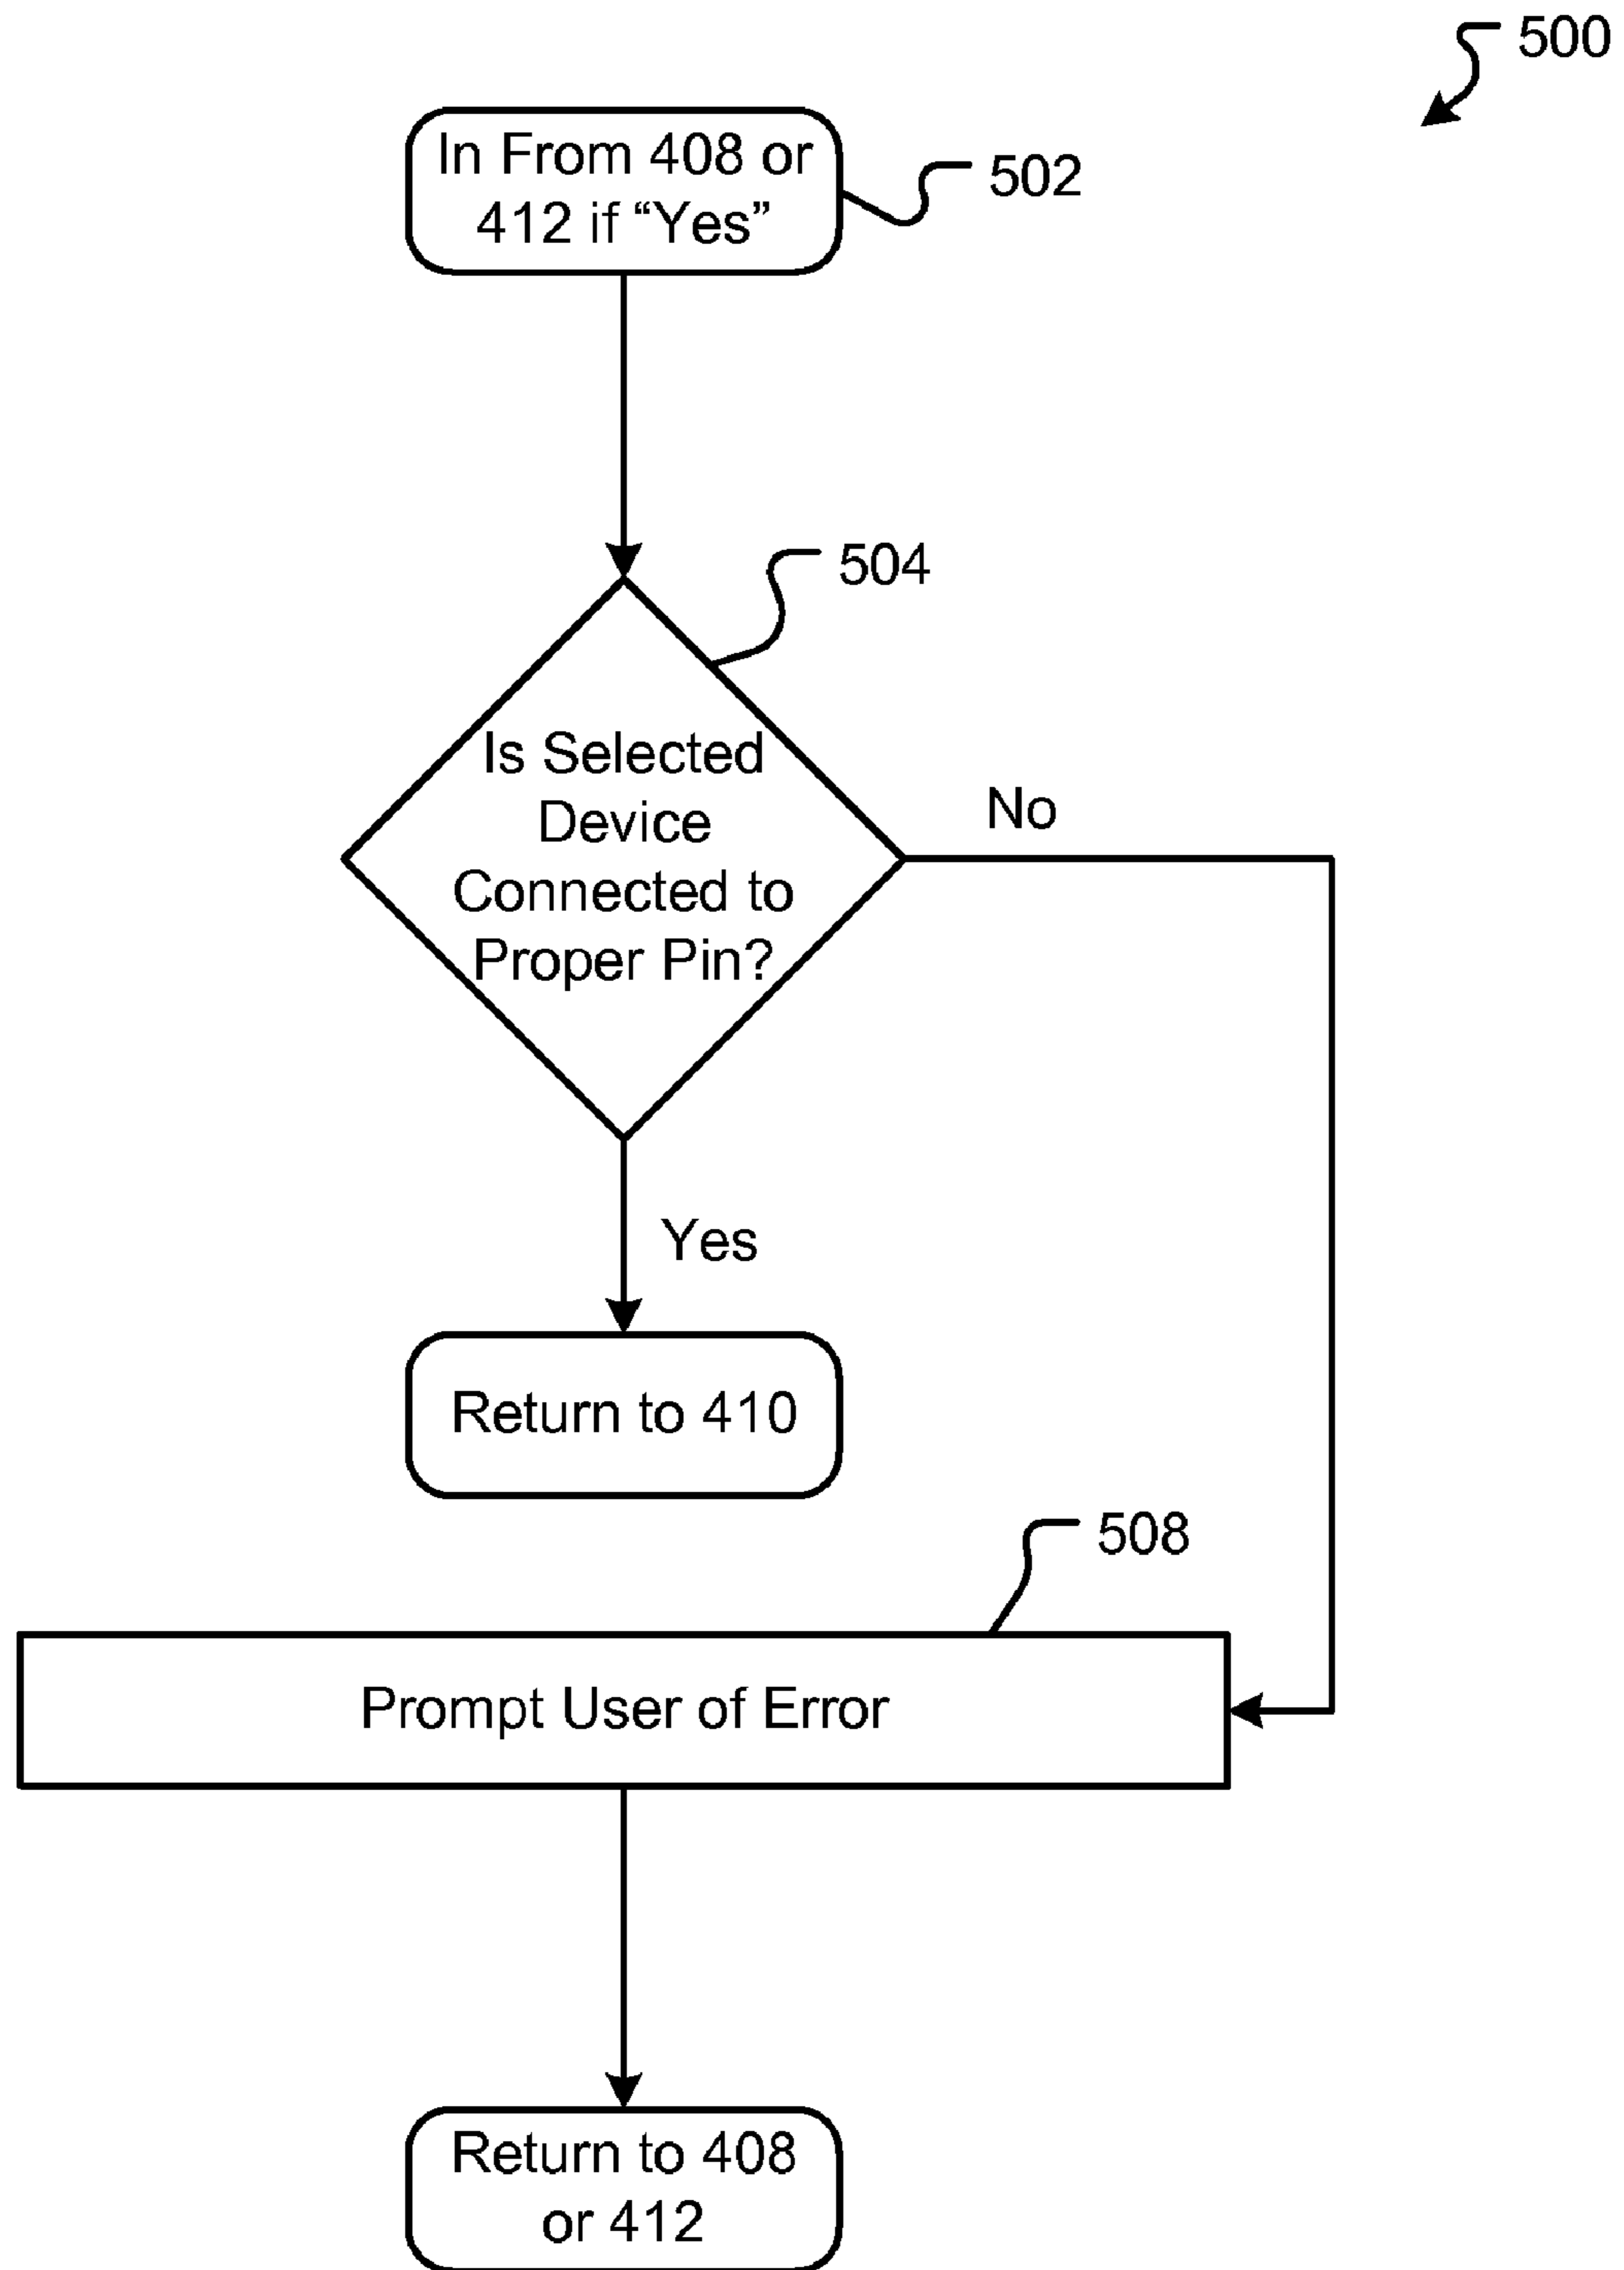 500
In From 408 or
412 if “Yes”
502
504
Is Selected
Device
Connected to
Proper Pin?
No
Yes
Return to 410
508
Prompt User of Error
Return to 408
or 412